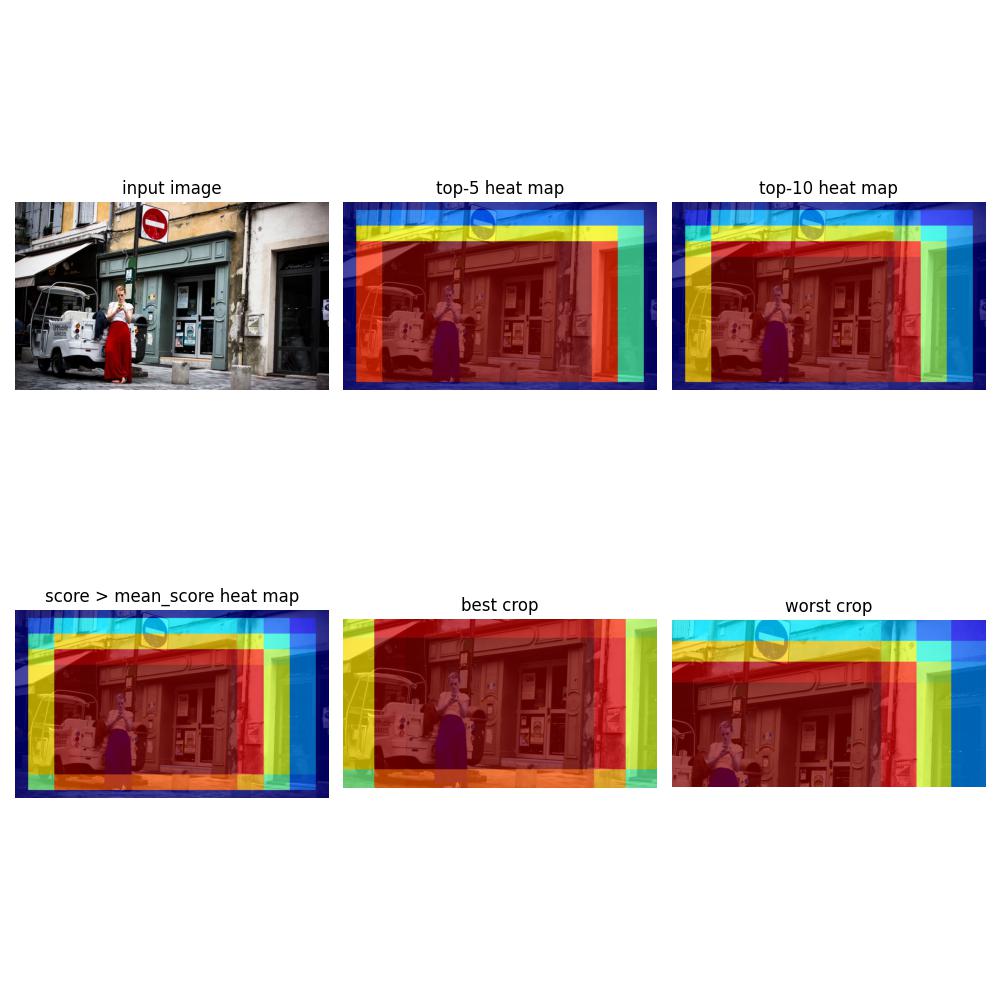 input image
top-5 heat map
top-10 heat map
score > mean_score heat map
best crop
worst crop